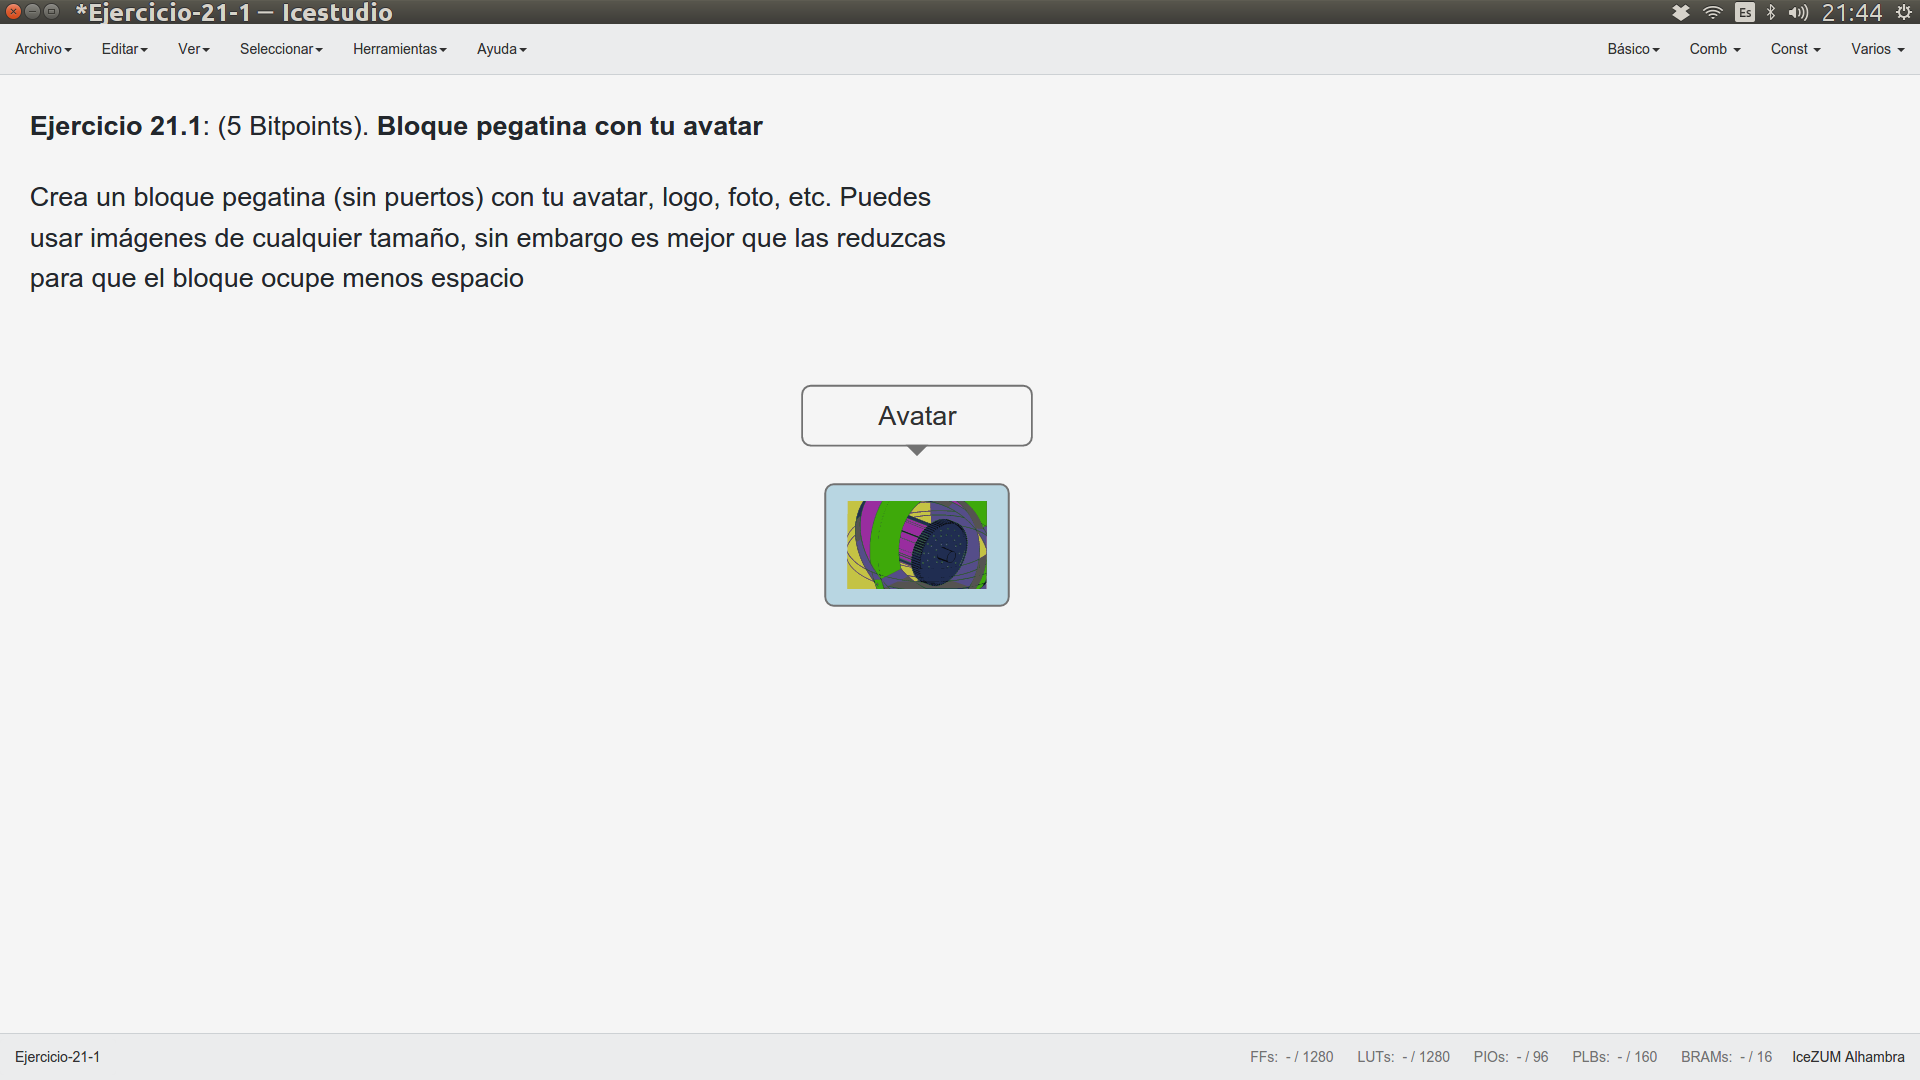 *Ejercicio-21-1 — Icestudio
Es
21:44
Archivo Editar Ver Seleccionar Herramientas Ayuda Básico Comb Const Varios
Ejercicio 21.1: (5 Bitpoints). Bloque pegatina con tu avatar
Crea un bloque pegatina (sin puertos) con tu avatar, logo, foto, etc. Puedes
usar imágenes de cualquier tamaño, sin embargo es mejor que las reduzcas
para que el bloque ocupe menos espacio
Avatar
Ejercicio-21-1 FFs: - / 1280 LUTs: - / 1280 PIOs: - / 96 PLBs: - / 160 BRAMs: - / 16 IceZUM Alhambra